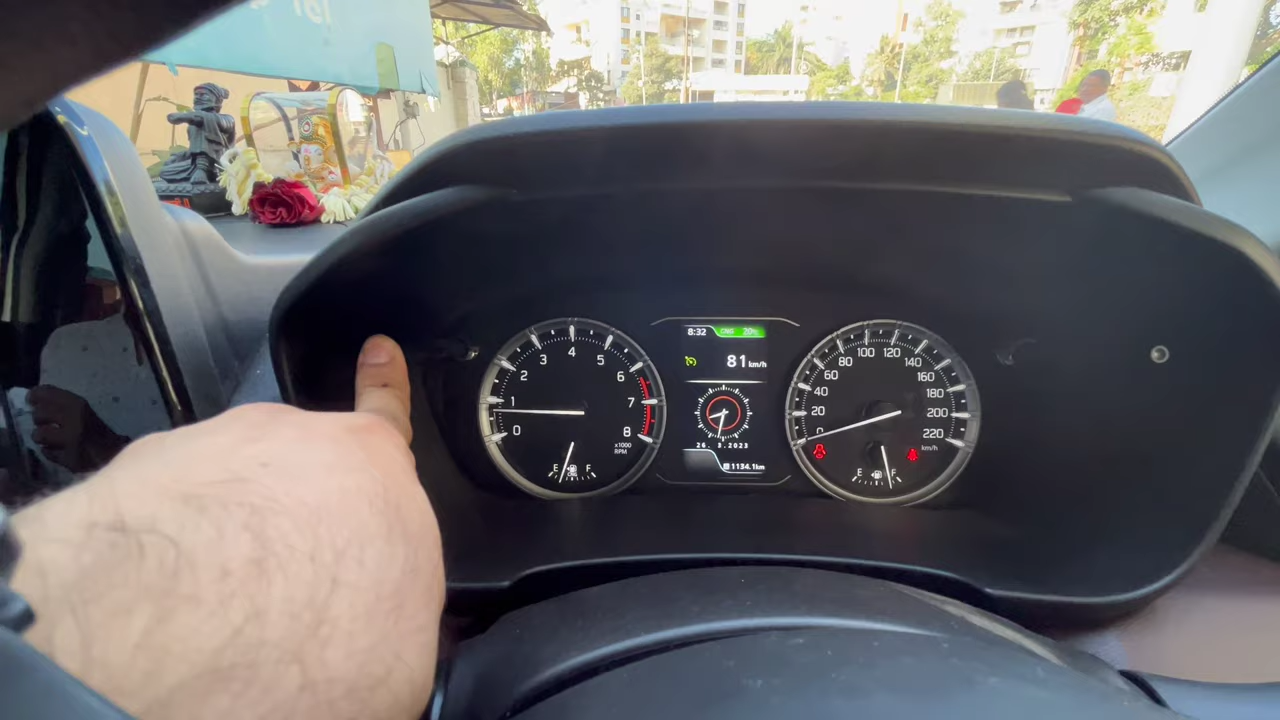 8:32 CNG 20%
81 km/h
26. 3.2023
1134.1km
0 1 2 3 4 5 6 7 8
x1000
RPM
E F
0 20 40 60 80 100 120 140 160 180 200 220
km/h
E F